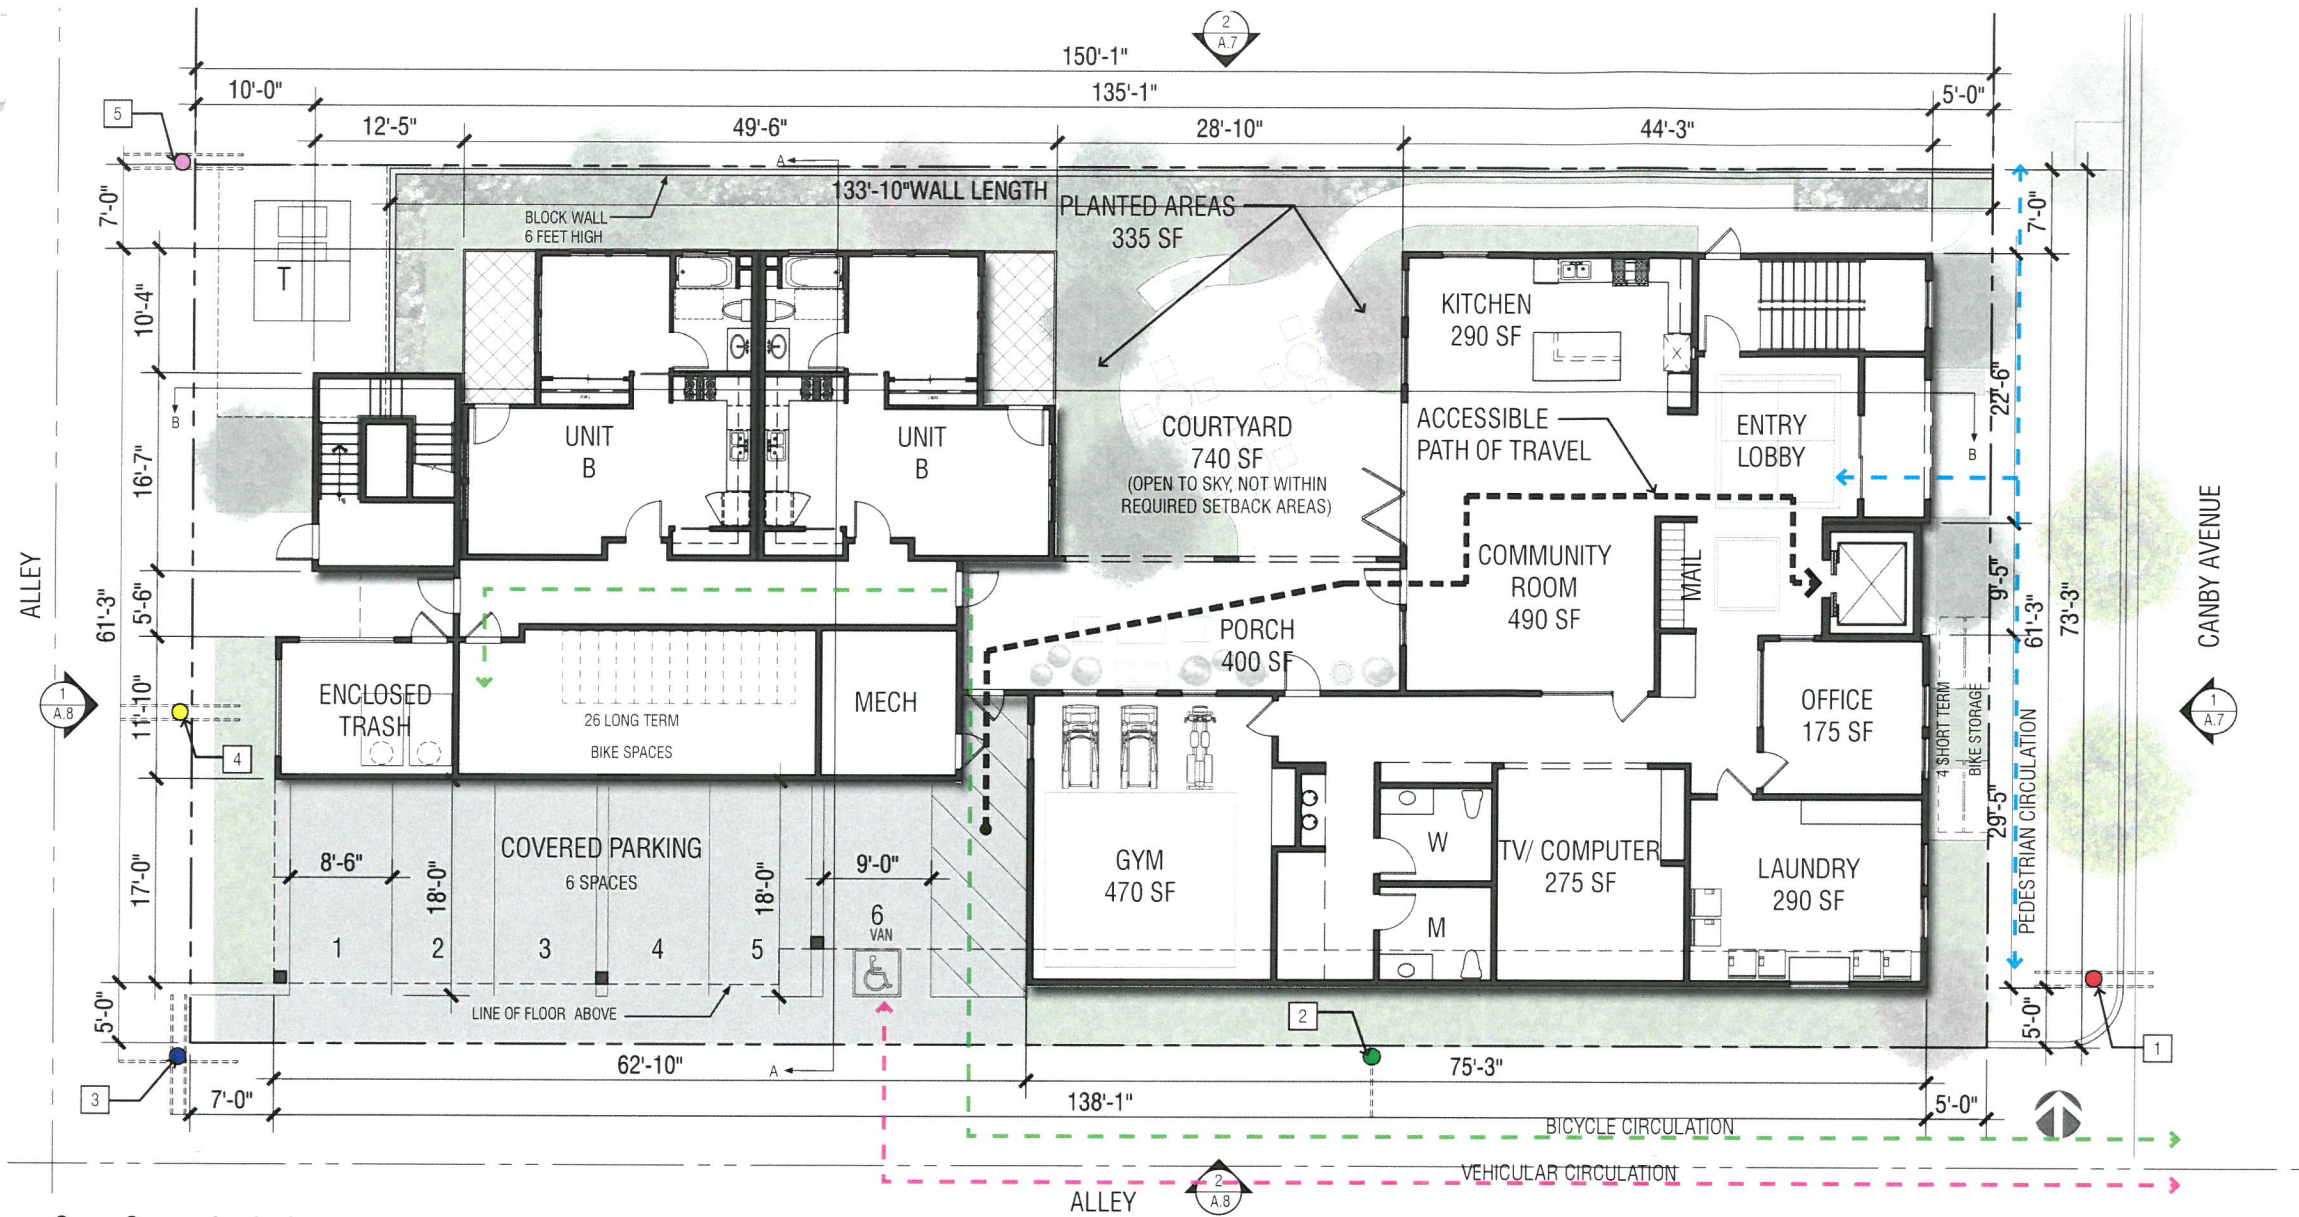 2
A.7
150'-1"
10'-0"
135'-1"
5'-0"
5
12'-5"
49'-6"
28'-10"
44'-3"
A
133'-10"WALL LENGTH
BLOCK WALL
6 FEET HIGH
PLANTED AREAS
335 SF
7'-0"
7'-0"
T
10'-4"
KITCHEN
290 SF
22'-6"
B
UNIT
B
UNIT
B
COURTYARD
740 SF
(OPEN TO SKY, NOT WITHIN
REQUIRED SETBACK AREAS)
ACCESSIBLE
PATH OF TRAVEL
ENTRY
LOBBY
B
16'-7"
ALLEY
61'-3"
5'-6"
COMMUNITY
ROOM
490 SF
MAIL
9'-5"
61'-3"
73'-3"
CANBY AVENUE
PORCH
400 SF
1
A.8
11'-10"
4
ENCLOSED
TRASH
26 LONG TERM
BIKE SPACES
MECH
OFFICE
175 SF
4 SHORT TERM
BIKE STORAGE
PEDESTRIAN CIRCULATION
1
A.7
29'-5"
17'-0"
COVERED PARKING
6 SPACES
8'-6"
18'-0"
18'-0"
9'-0"
GYM
470 SF
W
TV/ COMPUTER
275 SF
LAUNDRY
290 SF
1
2
3
4
5
6
VAN
M
LINE OF FLOOR ABOVE
5'-0"
2
5'-0"
1
3
62'-10"
A
75'-3"
7'-0"
138'-1"
5'-0"
BICYCLE CIRCULATION
VEHICULAR CIRCULATION
ALLEY
2
A.8